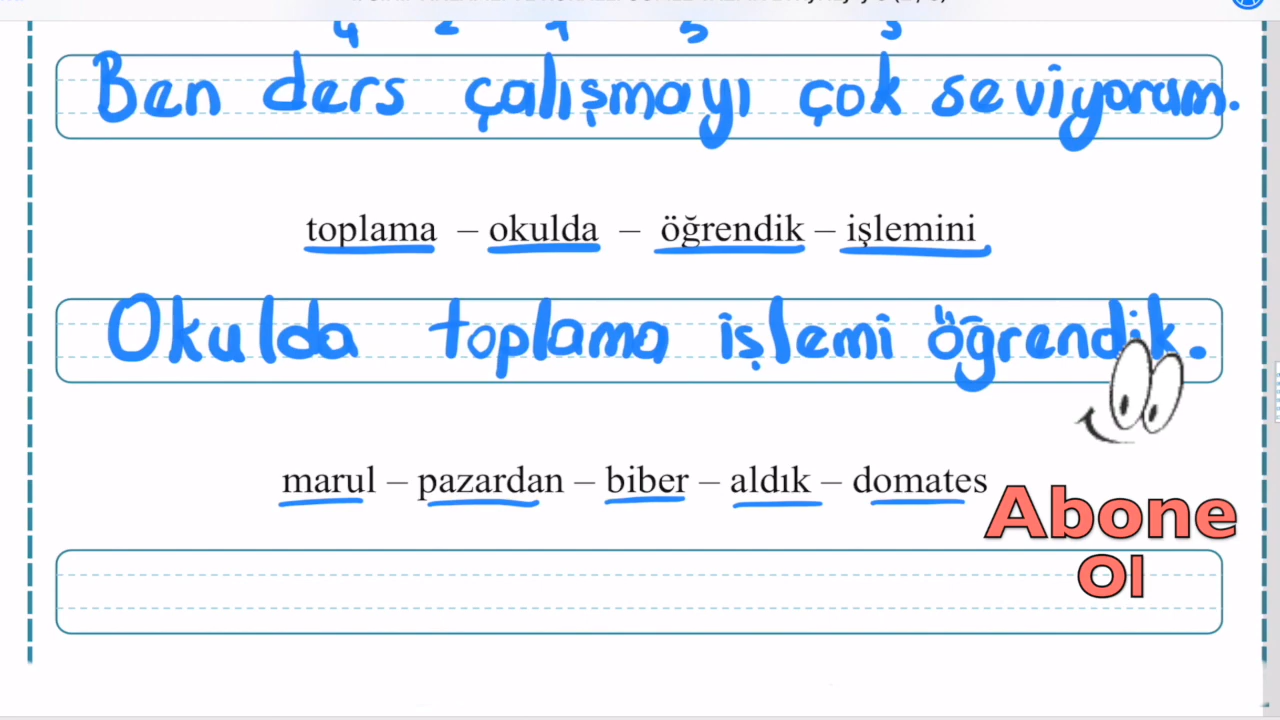 Ben ders çalışmayı çok seviyorum.
toplama – okulda – öğrendik – işlemini
Okulda toplama işlemi öğrendik.
marul – pazardan – biber – aldık – domates
Abone
Ol